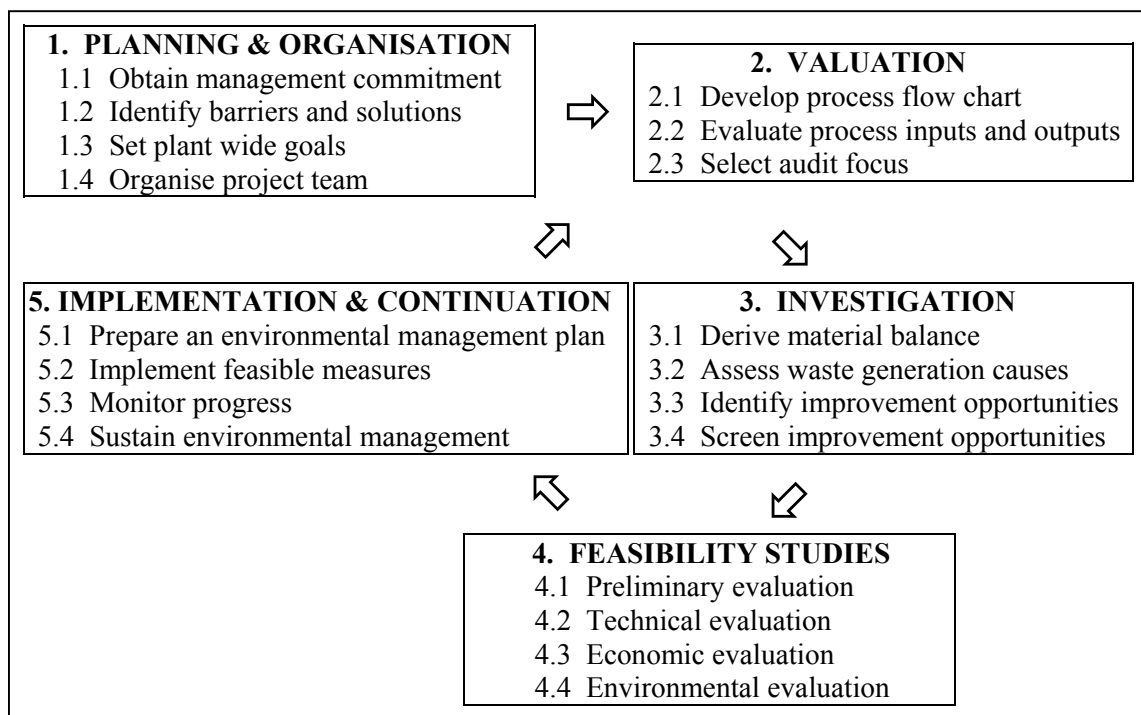 1. PLANNING & ORGANISATION
1.1 Obtain management commitment
1.2 Identify barriers and solutions
1.3 Set plant wide goals
1.4 Organise project team
2. VALUATION
2.1 Develop process flow chart
2.2 Evaluate process inputs and outputs
2.3 Select audit focus
3. INVESTIGATION
3.1 Derive material balance
3.2 Assess waste generation causes
3.3 Identify improvement opportunities
3.4 Screen improvement opportunities
4. FEASIBILITY STUDIES
4.1 Preliminary evaluation
4.2 Technical evaluation
4.3 Economic evaluation
4.4 Environmental evaluation
5. IMPLEMENTATION & CONTINUATION
5.1 Prepare an environmental management plan
5.2 Implement feasible measures
5.3 Monitor progress
5.4 Sustain environmental management